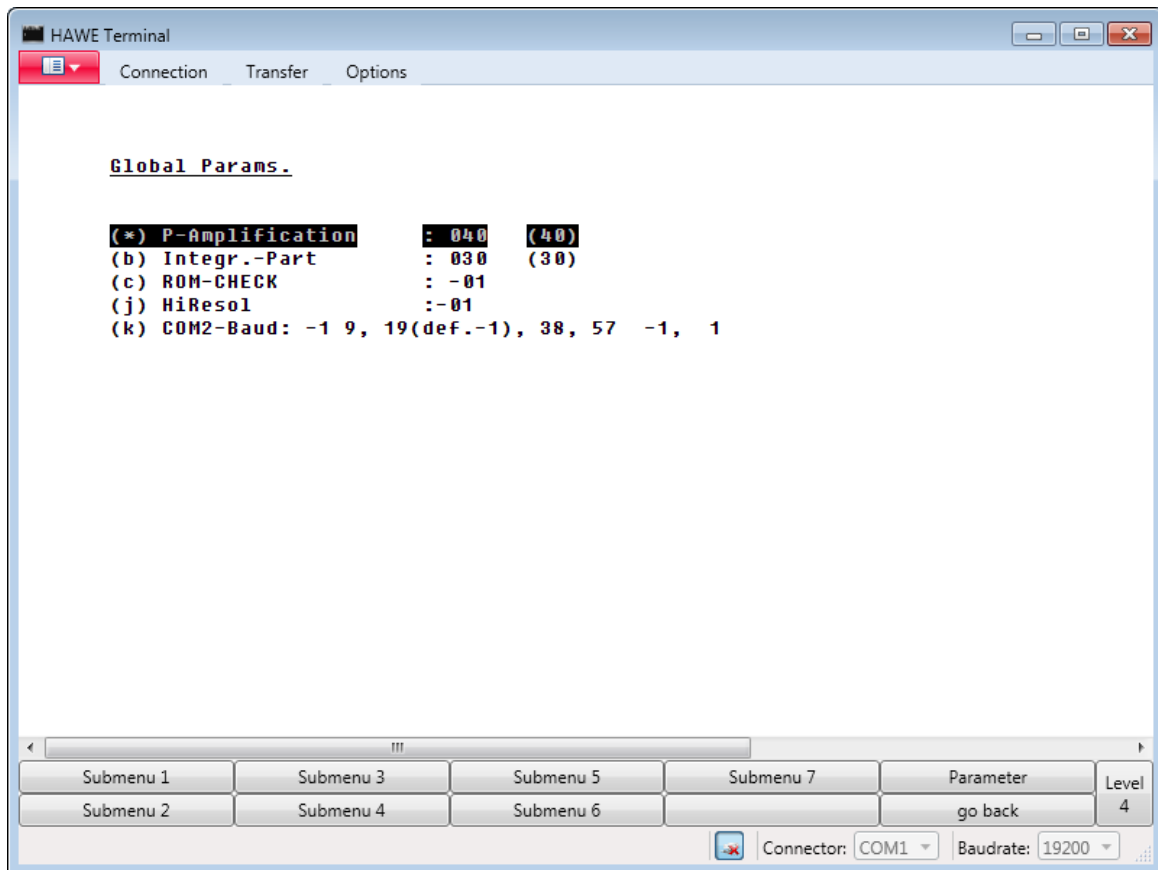 HAWE Terminal
Connection Transfer Options
Global Params.
(*) P-Amplification : 040 (40)
(b) Integr.-Part : 030 (30)
(c) ROM-CHECK : -01
(j) HiResol :-01
(k) COM2-Baud: -1 9, 19(def.-1), 38, 57 -1, 1
Submenu 1 Submenu 3 Submenu 5 Submenu 7 Parameter Level
Submenu 2 Submenu 4 Submenu 6 go back 4
Connector: COM1 Baudrate: 19200